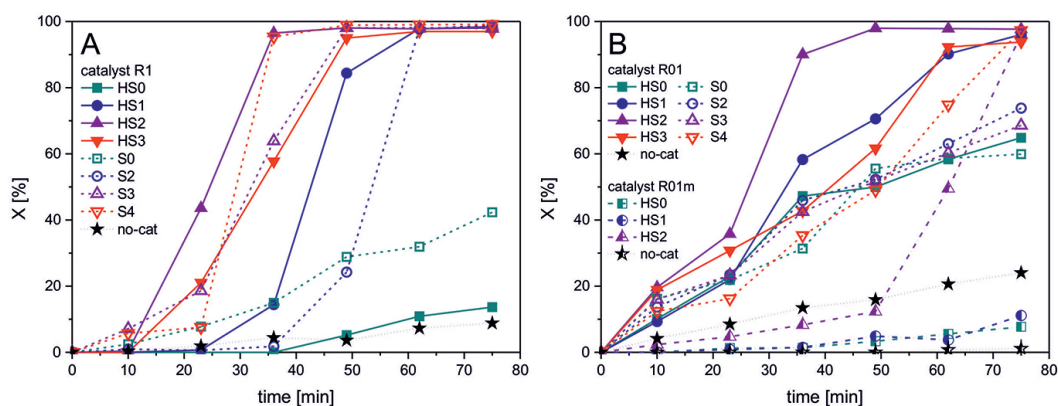 A
catalyst R1
HS0
HS1
HS2
HS3
S0
S2
S3
S4
no-cat
X [%]
100
80
60
40
20
0
0 10 20 30 40 50 60 70 80
time [min]
B
catalyst R01
HS0 S0
HS1 S2
HS2 S3
HS3 S4
no-cat
catalyst R01m
HS0
HS1
HS2
no-cat
X [%]
100
80
60
40
20
0
0 10 20 30 40 50 60 70 80
time [min]